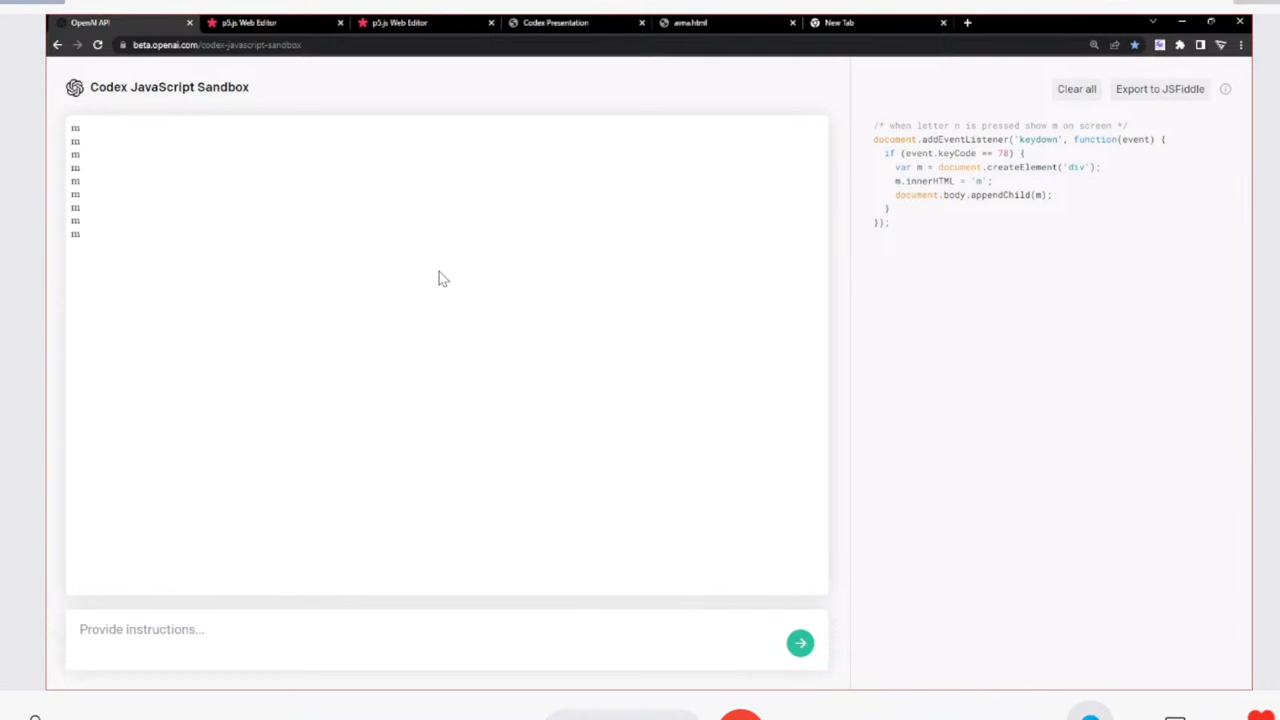 OpenAI API
p5.js Web Editor
p5.js Web Editor
Codex Presentation
avma.html
New Tab
beta.openai.com/codex-javascript-sandbox
Codex JavaScript Sandbox
Clear all
Export to JSFiddle
m
m
m
m
m
m
m
m
m
/* when letter n is pressed show m on screen */
document.addEventListener('keydown', function(event) {
if (event.keyCode == 78) {
var m = document.createElement('div');
m.innerHTML = 'm';
document.body.appendChild(m);
}
});
Provide instructions...